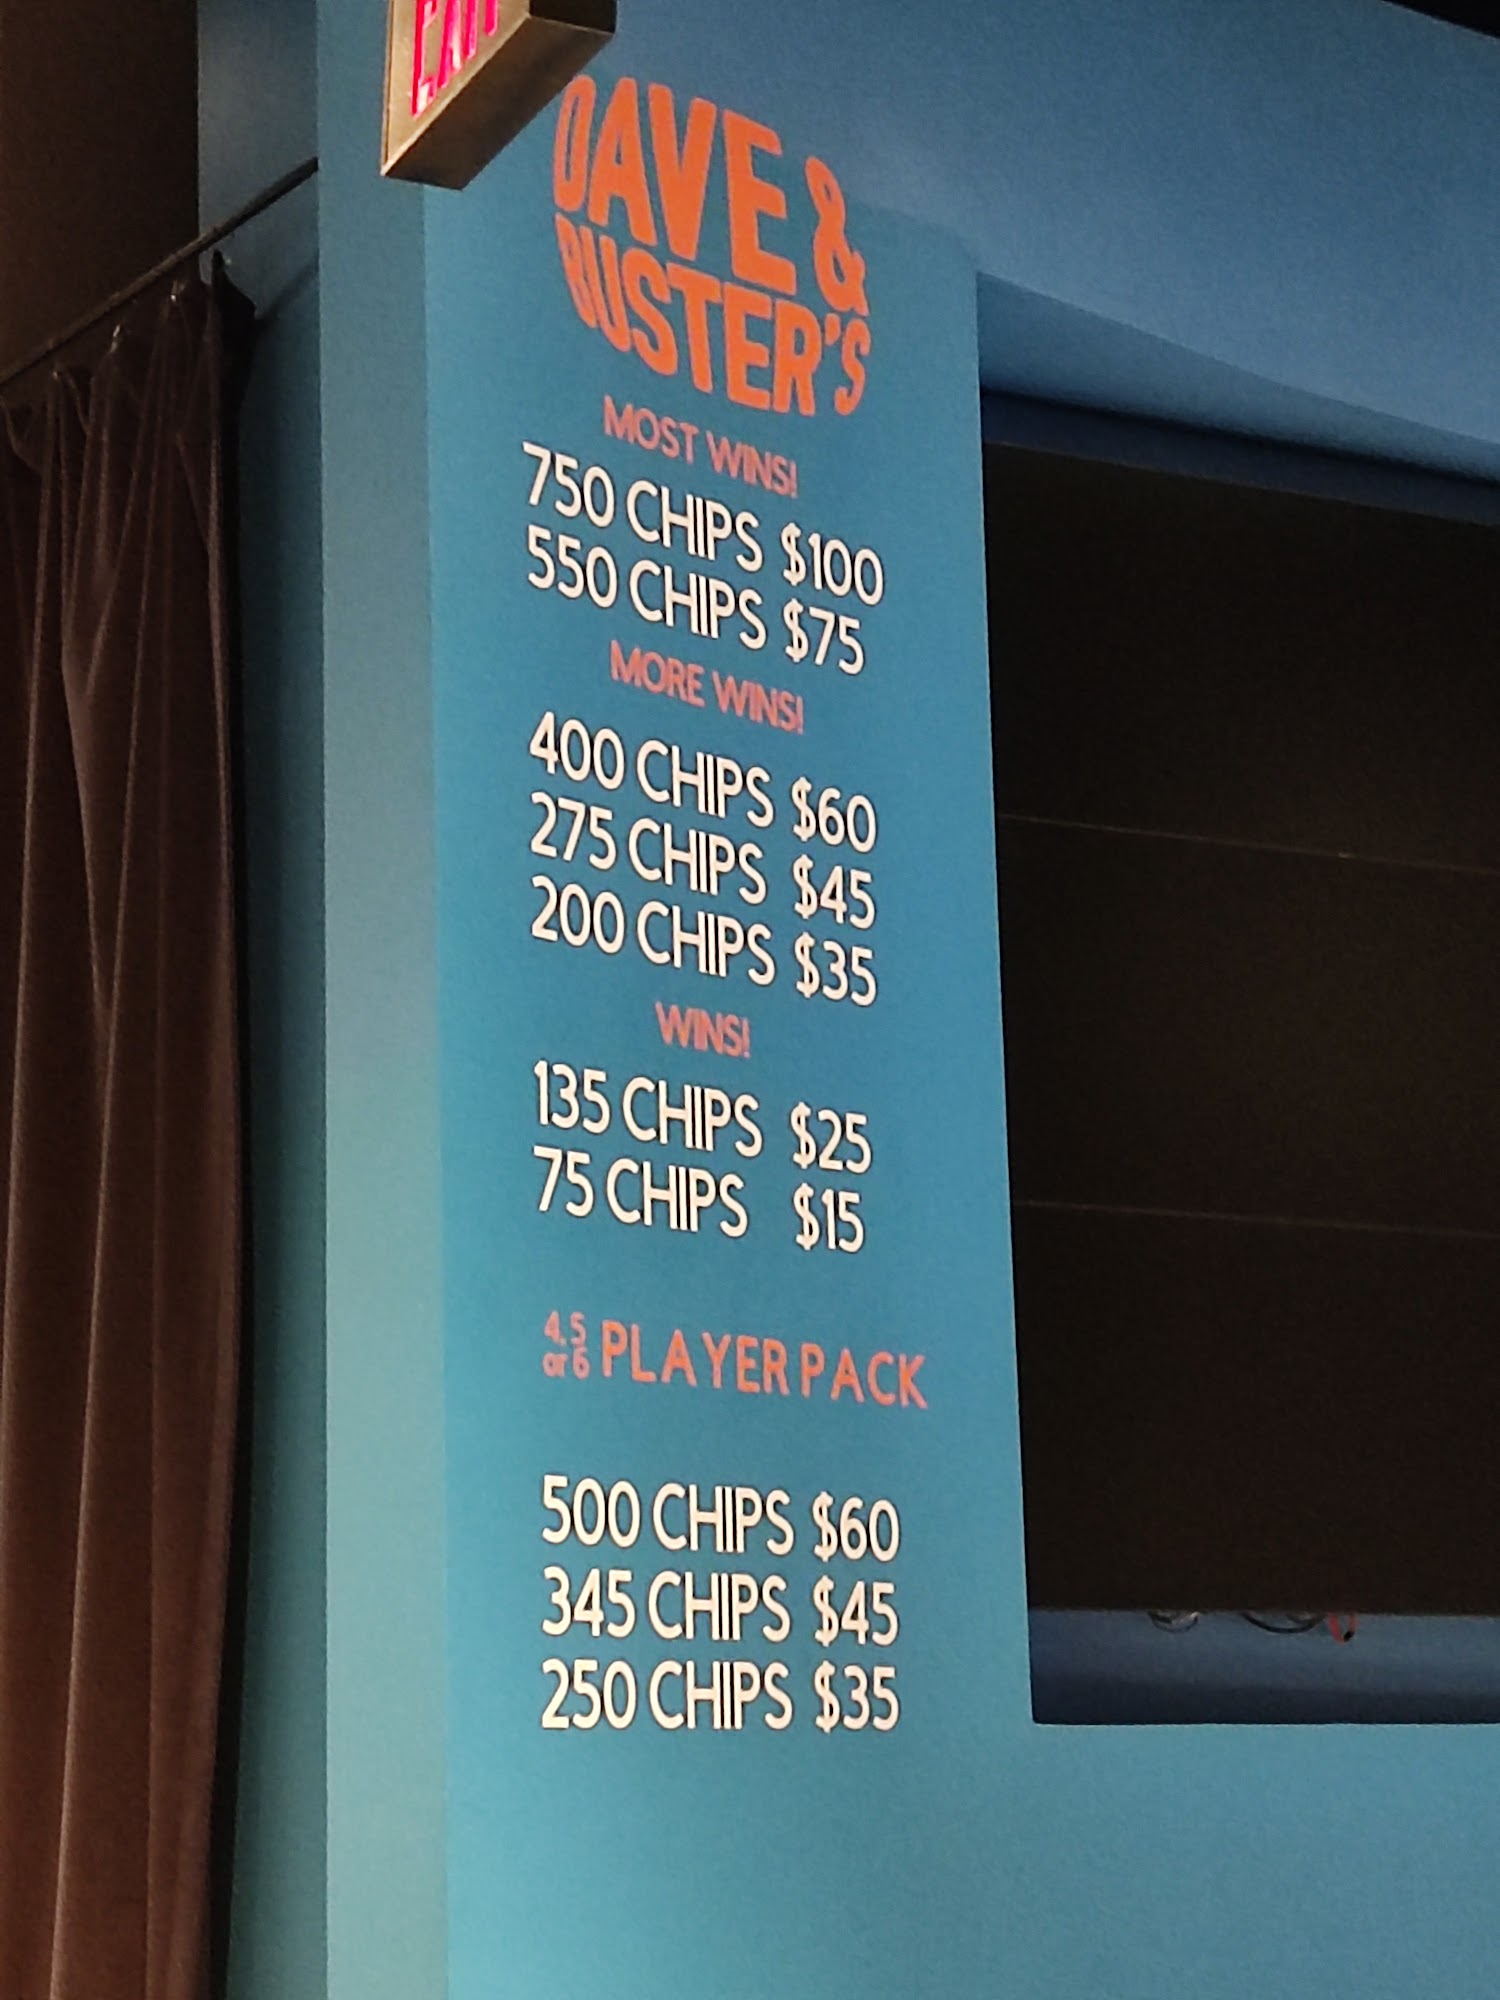 EXIT
DAVE &
BUSTER'S
MOST WINS!
750 CHIPS $100
550 CHIPS $75
MORE WINS!
400 CHIPS $60
275 CHIPS $45
200 CHIPS $35
WINS!
135 CHIPS $25
75 CHIPS $15
4, 5
or 6 PLAYER PACK
500 CHIPS $60
345 CHIPS $45
250 CHIPS $35